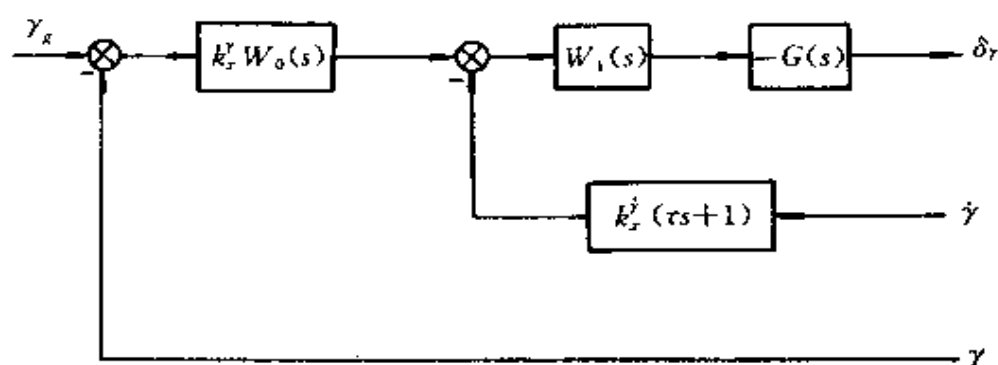 γ_g
k_x^γ W_0(s)
W_1(s)
-G(s)
δ_γ
-
-
k_x^γ̇ (τs+1)
γ̇
γ